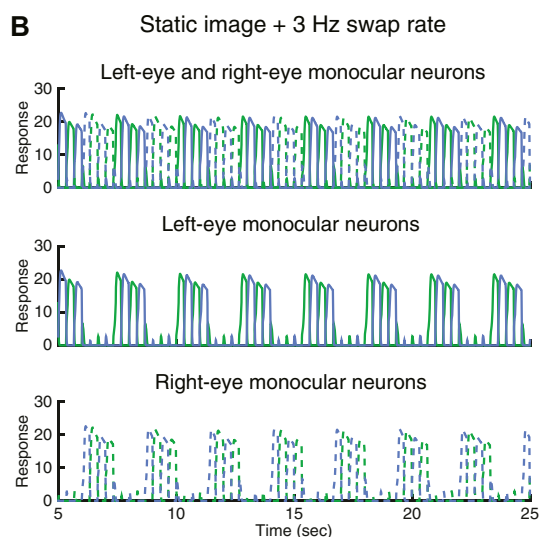 B
Static image + 3 Hz swap rate
Left-eye and right-eye monocular neurons
30
20
10
0
Response
Left-eye monocular neurons
30
20
10
0
Response
Right-eye monocular neurons
30
20
10
0
Response
5 10 15 20 25
Time (sec)